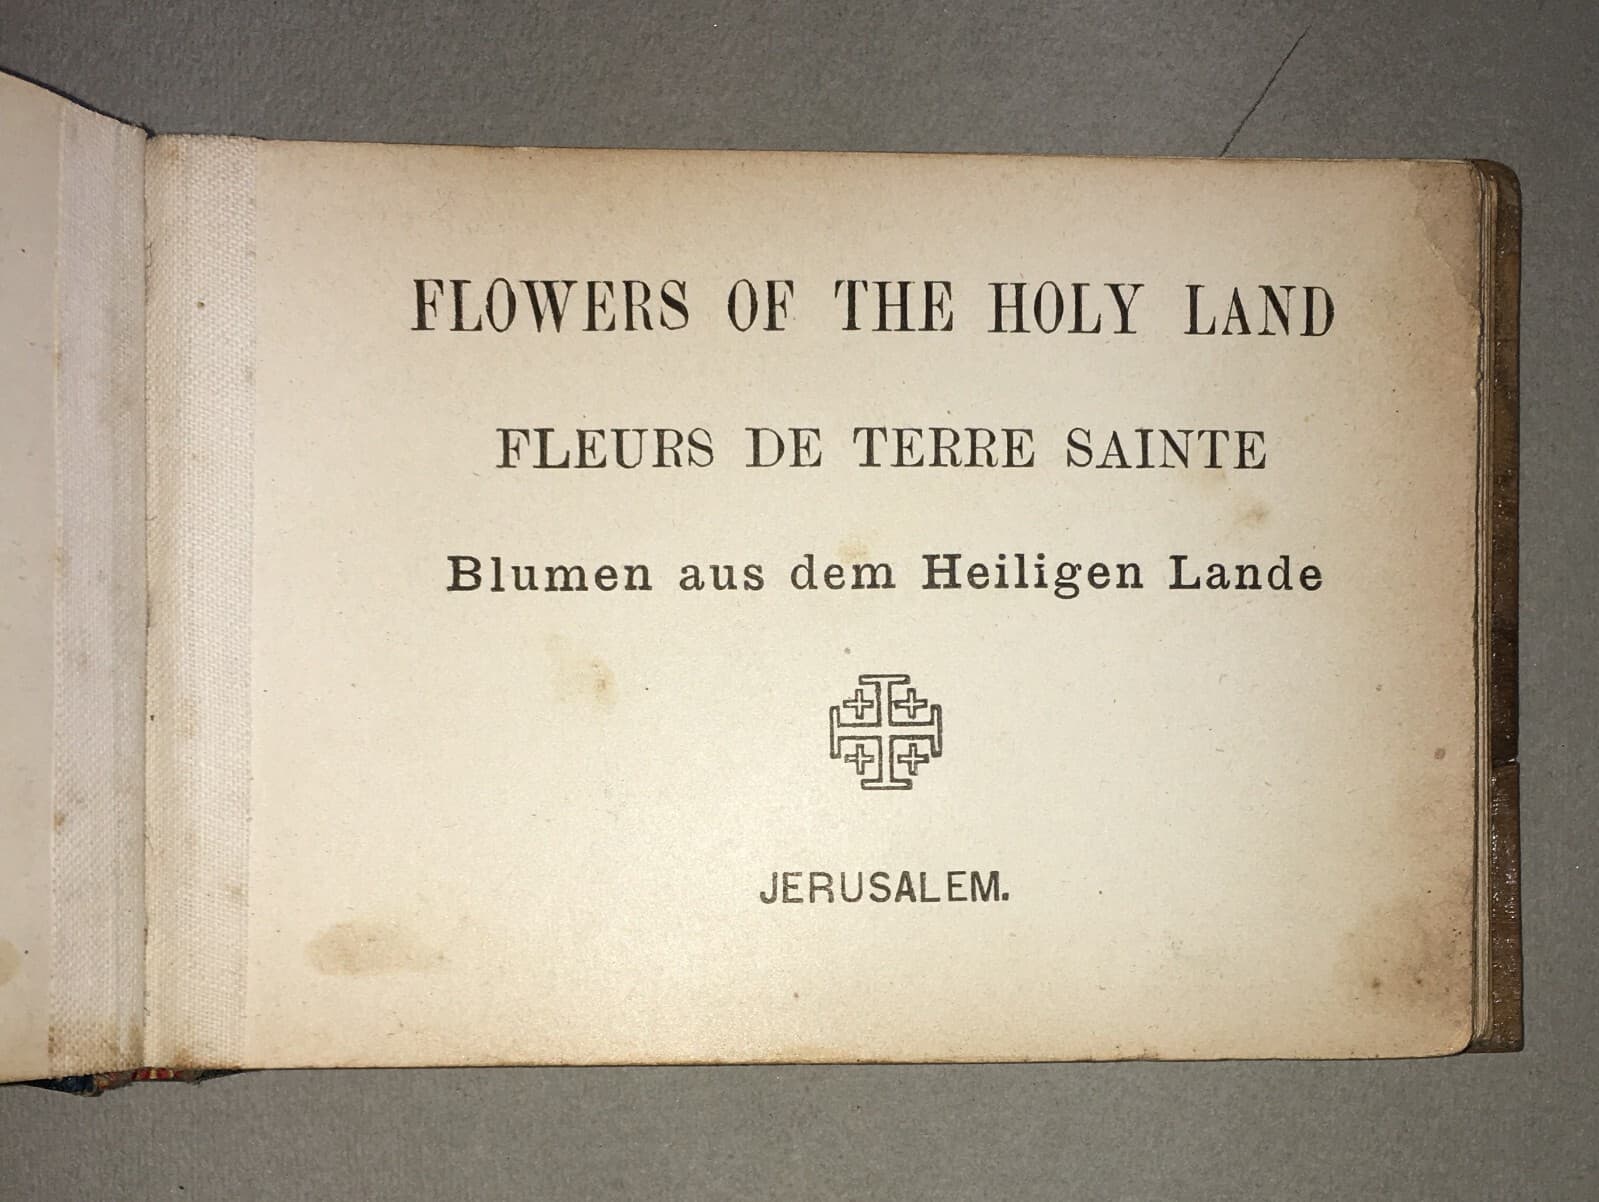 FLOWERS OF THE HOLY LAND
FLEURS DE TERRE SAINTE
Blumen aus dem Heiligen Lande
JERUSALEM.